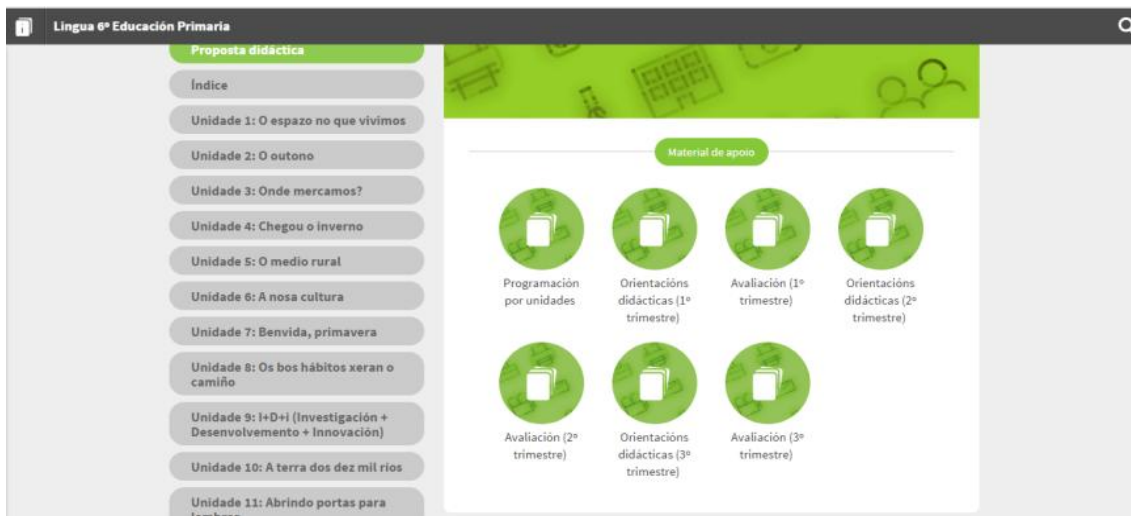 Lingua 6º Educación Primaria
Proposta didáctica
Índice
Unidade 1: O espazo no que vivimos
Unidade 2: O outono
Unidade 3: Onde mercamos?
Unidade 4: Chegou o inverno
Unidade 5: O medio rural
Unidade 6: A nosa cultura
Unidade 7: Benvida, primavera
Unidade 8: Os bos hábitos xeran o
camiño
Unidade 9: I+D+i (Investigación +
Desenvolvemento + Innovación)
Unidade 10: A terra dos dez mil ríos
Unidade 11: Abrindo portas para
Material de apoio
Programación
por unidades
Orientacións
didácticas (1º
trimestre)
Avaliación (1º
trimestre)
Orientacións
didácticas (2º
trimestre)
Avaliación (2º
trimestre)
Orientacións
didácticas (3º
trimestre)
Avaliación (3º
trimestre)